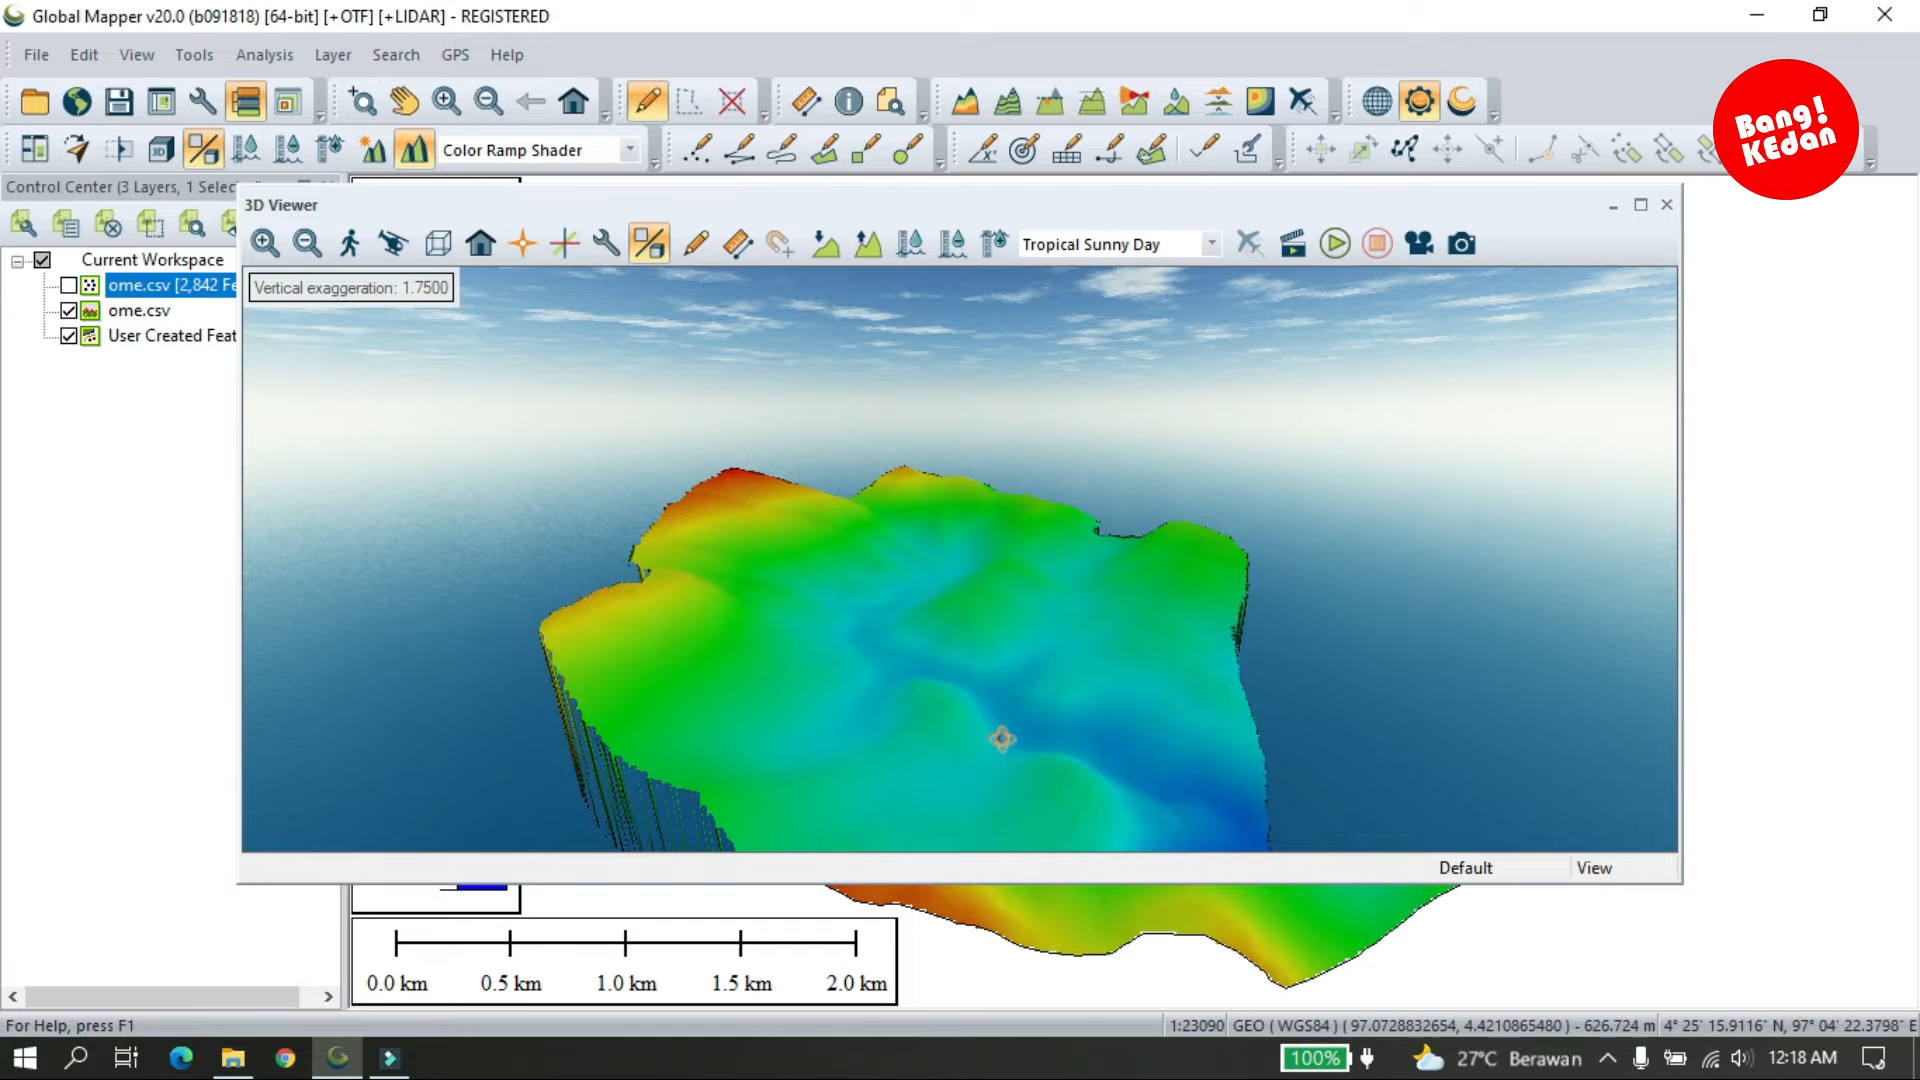 Global Mapper v20.0 (b091818) [64-bit] [+OTF] [+LIDAR] - REGISTERED
File Edit View Tools Analysis Layer Search GPS Help
Bang!
KEdan
Color Ramp Shader
Control Center (3 Layers, 1 Selec
3D Viewer
Tropical Sunny Day
Current Workspace
ome.csv [2,842 Fe
ome.csv
User Created Feat
Vertical exaggeration: 1.7500
Default View
0.0 km 0.5 km 1.0 km 1.5 km 2.0 km
For Help, press F1
1:23090 GEO ( WGS84 ) ( 97.0728832654, 4.4210865480 ) - 626.724 m 4° 25' 15.9116" N, 97° 04' 22.3798" E
100% 27°C Berawan 12:18 AM